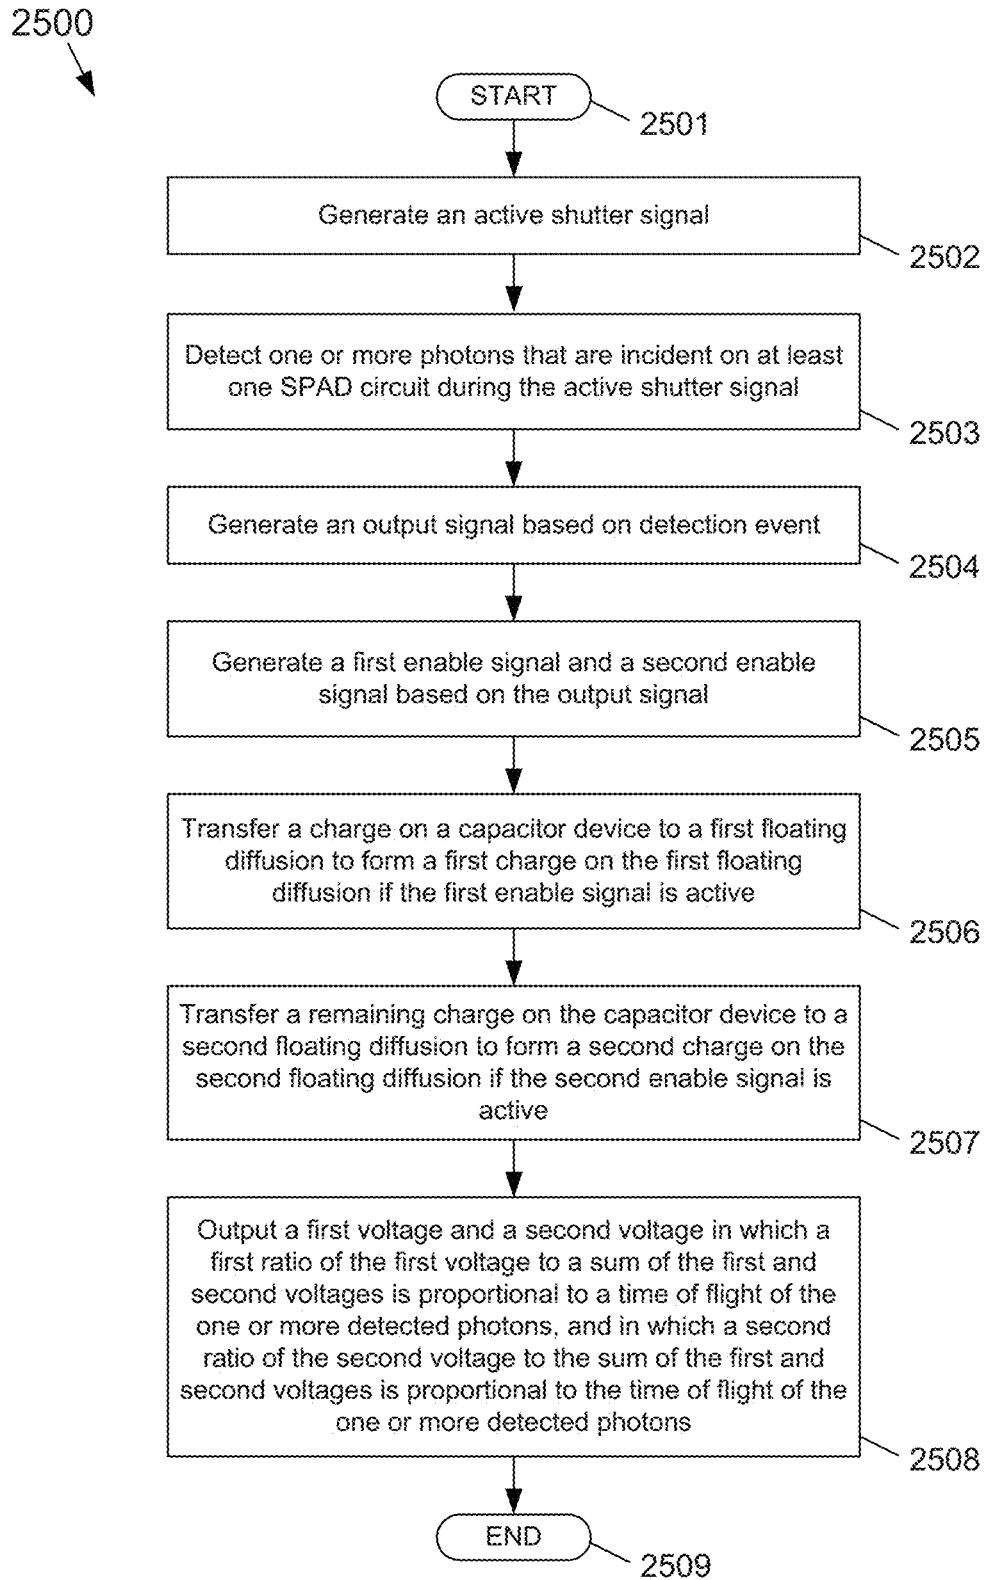 2500
START
2501
Generate an active shutter signal
2502
Detect one or more photons that are incident on at least
one SPAD circuit during the active shutter signal
2503
Generate an output signal based on detection event
2504
Generate a first enable signal and a second enable
signal based on the output signal
2505
Transfer a charge on a capacitor device to a first floating
diffusion to form a first charge on the first floating
diffusion if the first enable signal is active
2506
Transfer a remaining charge on the capacitor device to a
second floating diffusion to form a second charge on the
second floating diffusion if the second enable signal is
active
2507
Output a first voltage and a second voltage in which a
first ratio of the first voltage to a sum of the first and
second voltages is proportional to a time of flight of the
one or more detected photons, and in which a second
ratio of the second voltage to the sum of the first and
second voltages is proportional to the time of flight of the
one or more detected photons
2508
END
2509